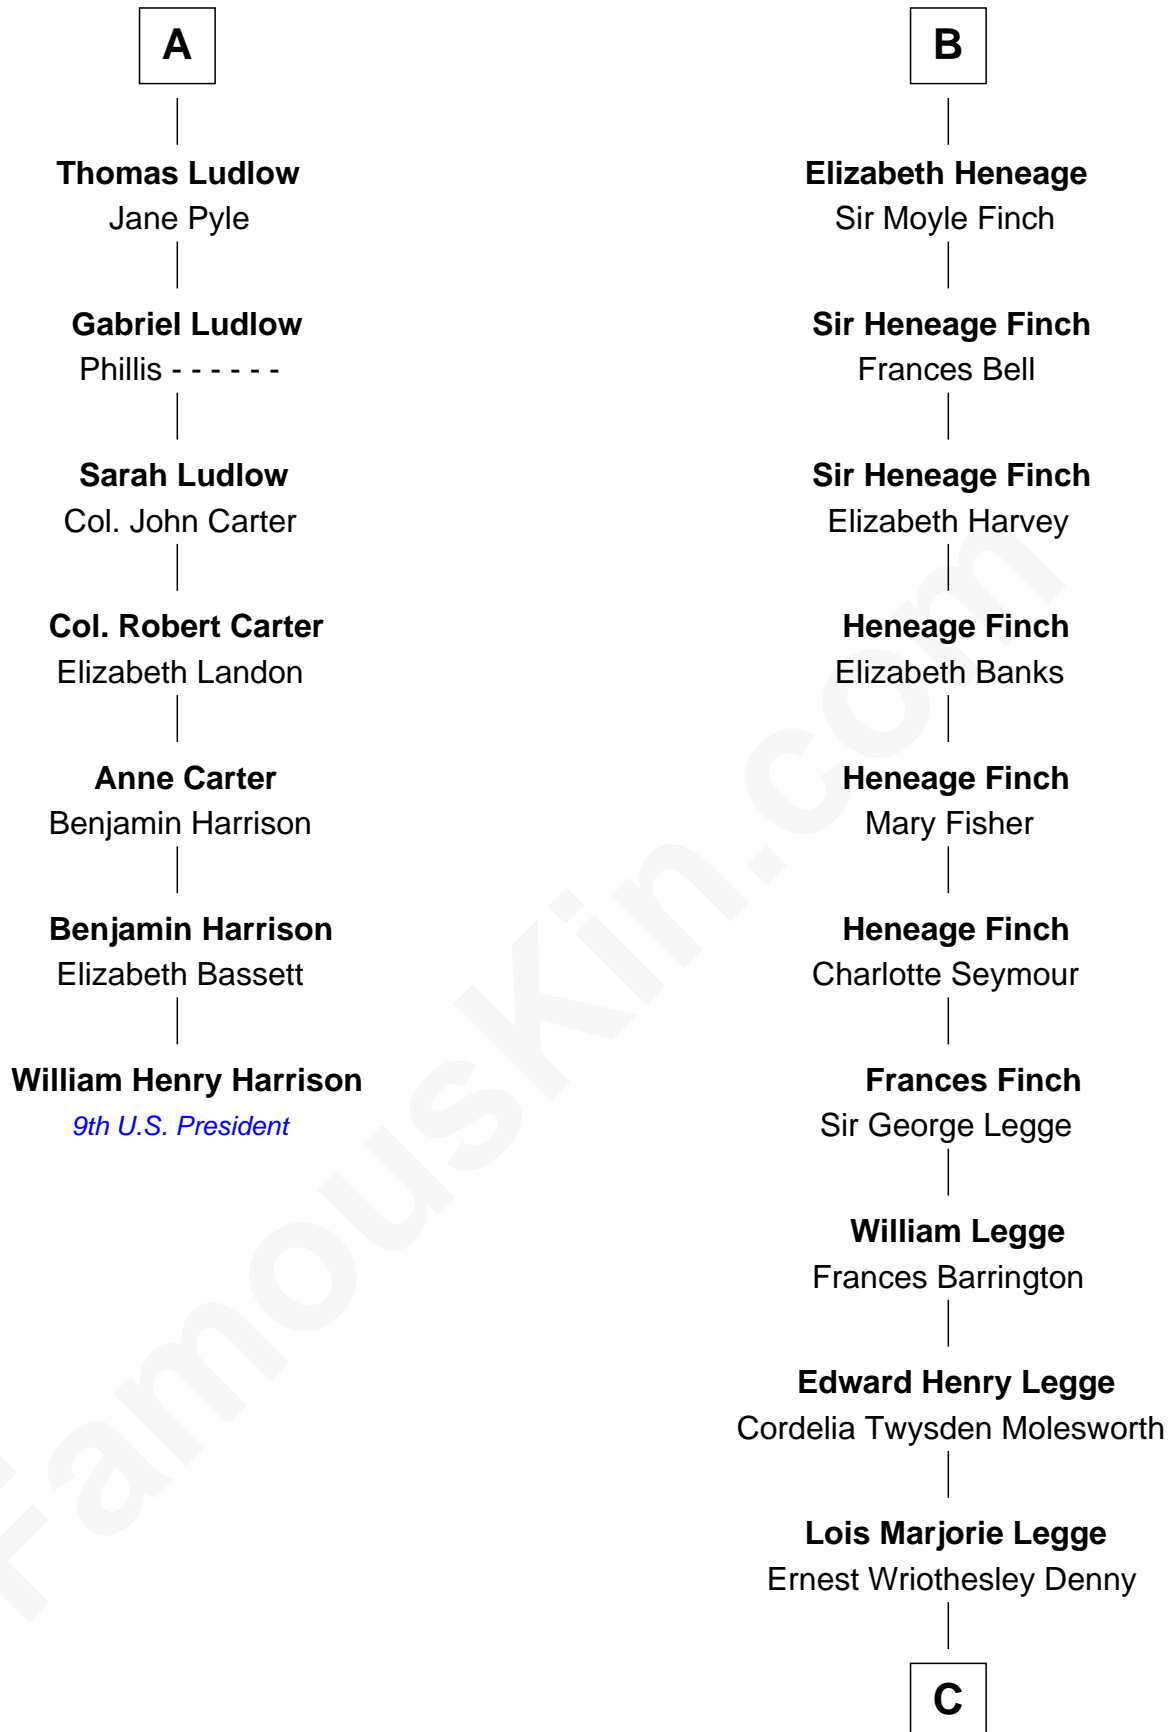 A
Thomas Ludlow
Jane Pyle
Gabriel Ludlow
Phillis - - - - - -
Sarah Ludlow
Col. John Carter
Col. Robert Carter
Elizabeth Landon
Anne Carter
Benjamin Harrison
Benjamin Harrison
Elizabeth Bassett
William Henry Harrison
9th U.S. President
B
Elizabeth Heneage
Sir Moyle Finch
Sir Heneage Finch
Frances Bell
Sir Heneage Finch
Elizabeth Harvey
Heneage Finch
Elizabeth Banks
Heneage Finch
Mary Fisher
Heneage Finch
Charlotte Seymour
Frances Finch
Sir George Legge
William Legge
Frances Barrington
Edward Henry Legge
Cordelia Twysden Molesworth
Lois Marjorie Legge
Ernest Wriothesley Denny
C
FamousKin.com